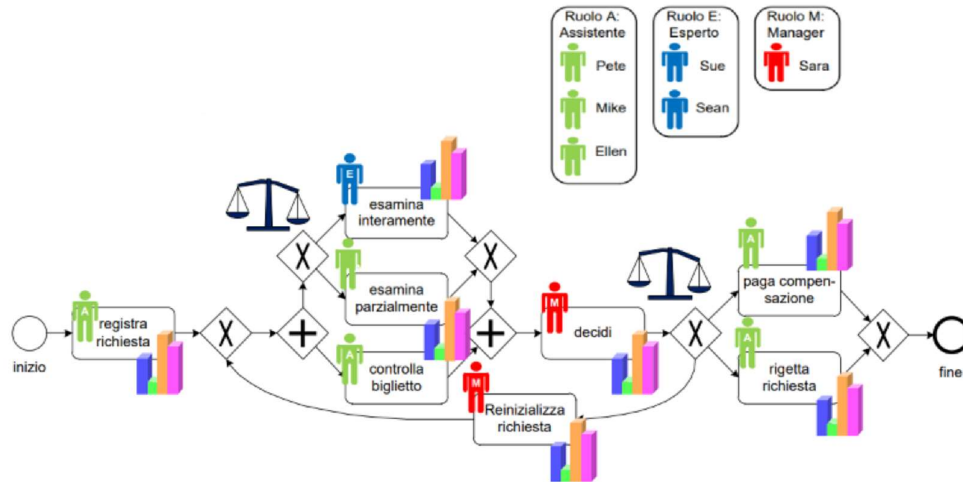 Ruolo A:
Assistente
Pete
Mike
Ellen
Ruolo E:
Esperto
Sue
Sean
Ruolo M:
Manager
Sara
inizio
A
registra
richiesta
X
+
X
E
esamina
interamente
esamina
parzialmente
A
controlla
biglietto
X
+
M
decidi
M
Reinizializza
richiesta
X
A
paga compen-
sazione
A
rigetta
richiesta
X
fine